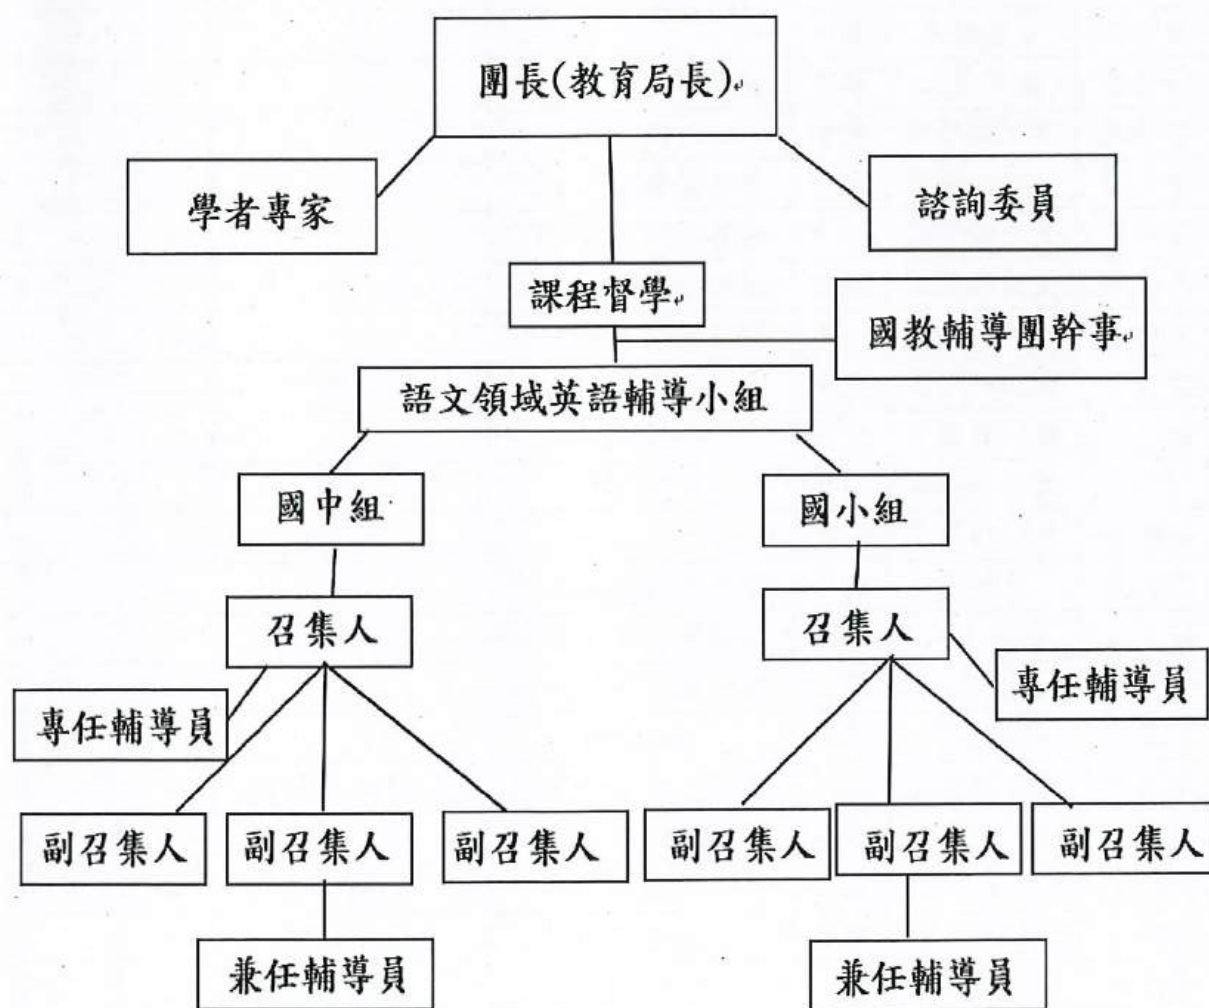 團長(教育局長)
學者專家
諮詢委員
課程督學
國教輔導團幹事
語文領域英語輔導小組
國中組
國小組
召集人
召集人
專任輔導員
專任輔導員
副召集人
副召集人
副召集人
副召集人
副召集人
副召集人
兼任輔導員
兼任輔導員